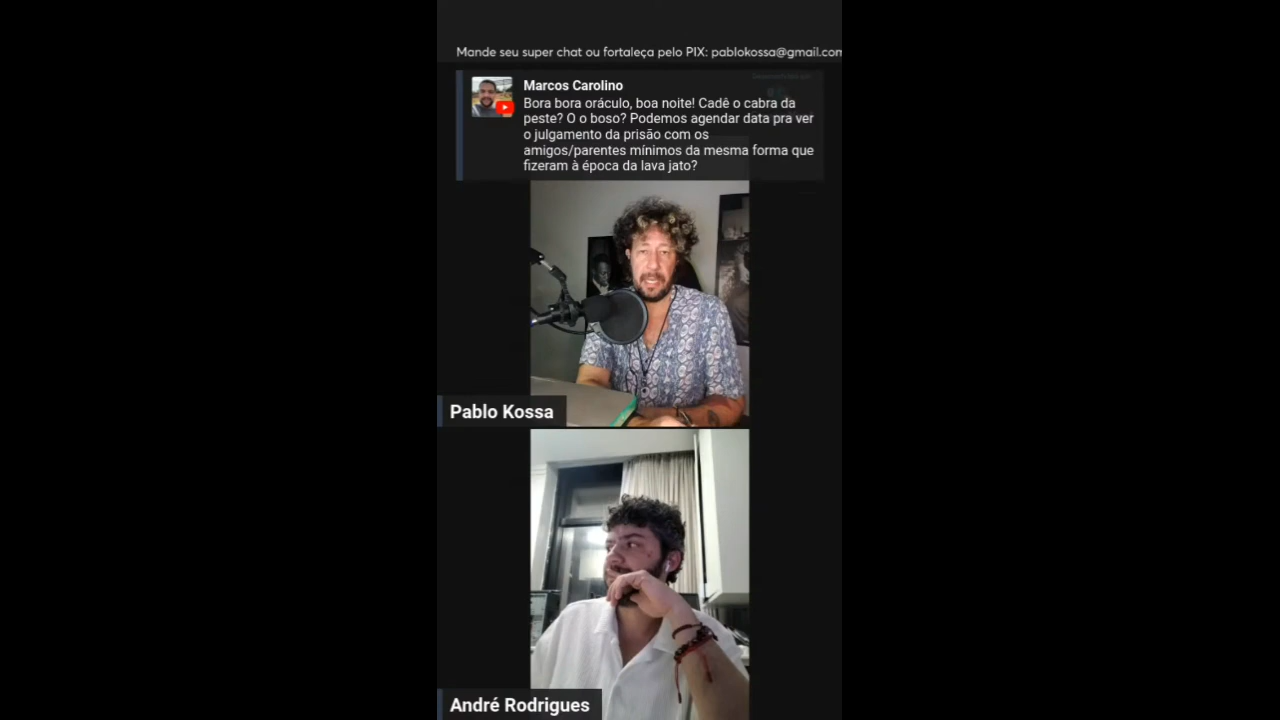 Mande seu super chat ou fortaleça pelo PIX: pablokossa@gmail.com
Marcos Carolino
Bora bora oráculo, boa noite! Cadê o cabra da
peste? O o boso? Podemos agendar data pra ver
o julgamento da prisão com os
amigos/parentes mínimos da mesma forma que
fizeram à época da lava jato?
Pablo Kossa
André Rodrigues